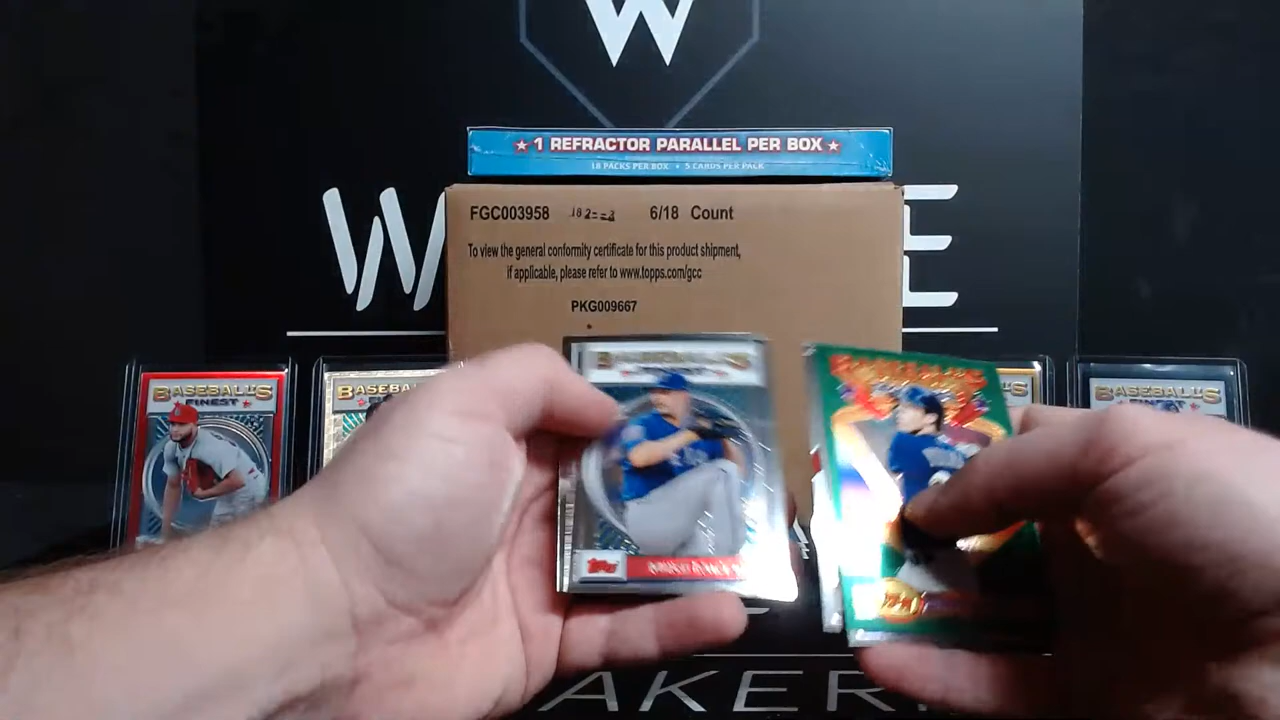 W
★ 1 REFRACTOR PARALLEL PER BOX ★
18 PACKS PER BOX • 5 CARDS PER PACK
FGC003958 6/18 Count
To view the general conformity certificate for this product shipment,
if applicable, please refer to www.topps.com/gcc
PKG009667
W E
BASEBALL'S
FINEST
BASEBALL'S
BASEBALL'S
BASEBALL'S
topps
AKER